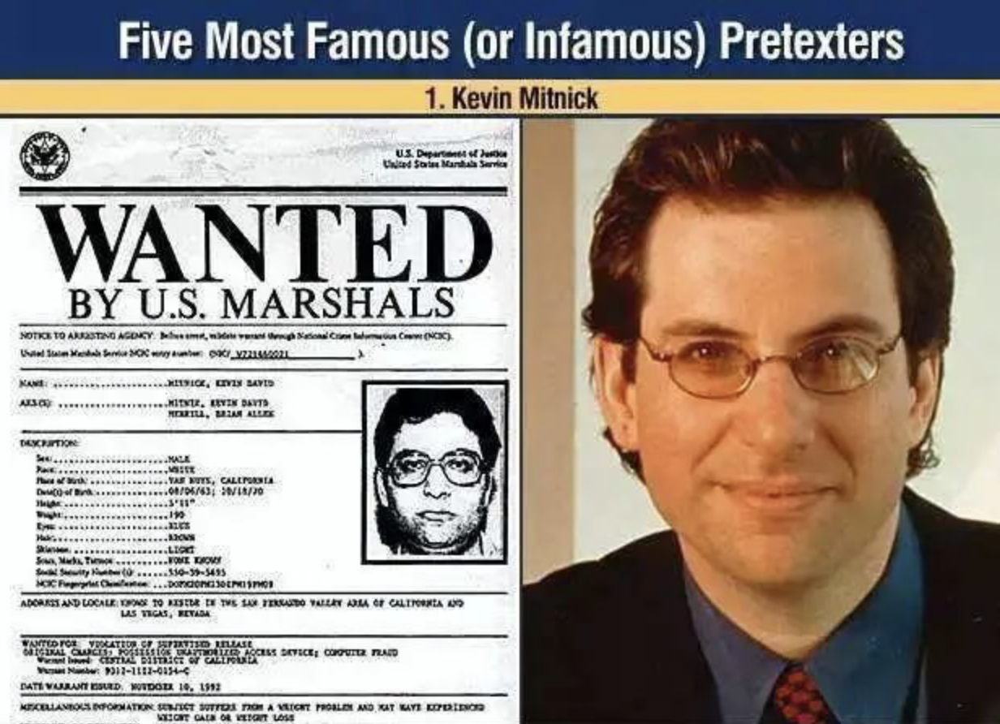 Five Most Famous (or Infamous) Pretexters
1. Kevin Mitnick
U.S. Department of Justice
United States Marshals Service
WANTED
BY U.S. MARSHALS
NOTICE TO ARRESTING AGENCY: Before arrest, validate warrant through National Crime Information Center (NCIC).
United States Marshals Service NCIC entry number: (NIC/ ).
NAME: ......................MITNICK, KEVIN DAVID
AKA(S): .....................MITNIK, KEVIN DAVID
MERRILL, BRIAN ALLEN
DESCRIPTION:
Sex:......................MALE
Race:......................WHITE
Place of Birth:..............VAN NUYS, CALIFORNIA
Date(s) of Birth:............08/06/63; 10/18/70
Height:......................5'11"
Weight:......................190
Eyes:......................BLUE
Hair:......................BROWN
Skintone:......................LIGHT
Scars, Marks, Tattoos:..........NONE KNOWN
Social Security Number(s):......
NCIC Fingerprint Classification:...
ADDRESS AND LOCALE: KNOWN TO RESIDE IN THE SAN FERNANDO VALLEY AREA OF CALIFORNIA AND
LAS VEGAS, NEVADA
WANTED FOR: VIOLATION OF SUPERVISED RELEASE
ORIGINAL CHARGES: POSSESSION UNAUTHORIZED ACCESS DEVICE; COMPUTER FRAUD
Warrant Issued: CENTRAL DISTRICT OF CALIFORNIA
Warrant Number: 9312-1112-0154-C
DATE WARRANT ISSUED: NOVEMBER 10, 1992
MISCELLANEOUS INFORMATION: SUBJECT SUFFERS FROM A WEIGHT PROBLEM AND MAY HAVE EXPERIENCED
WEIGHT GAIN OR WEIGHT LOSS